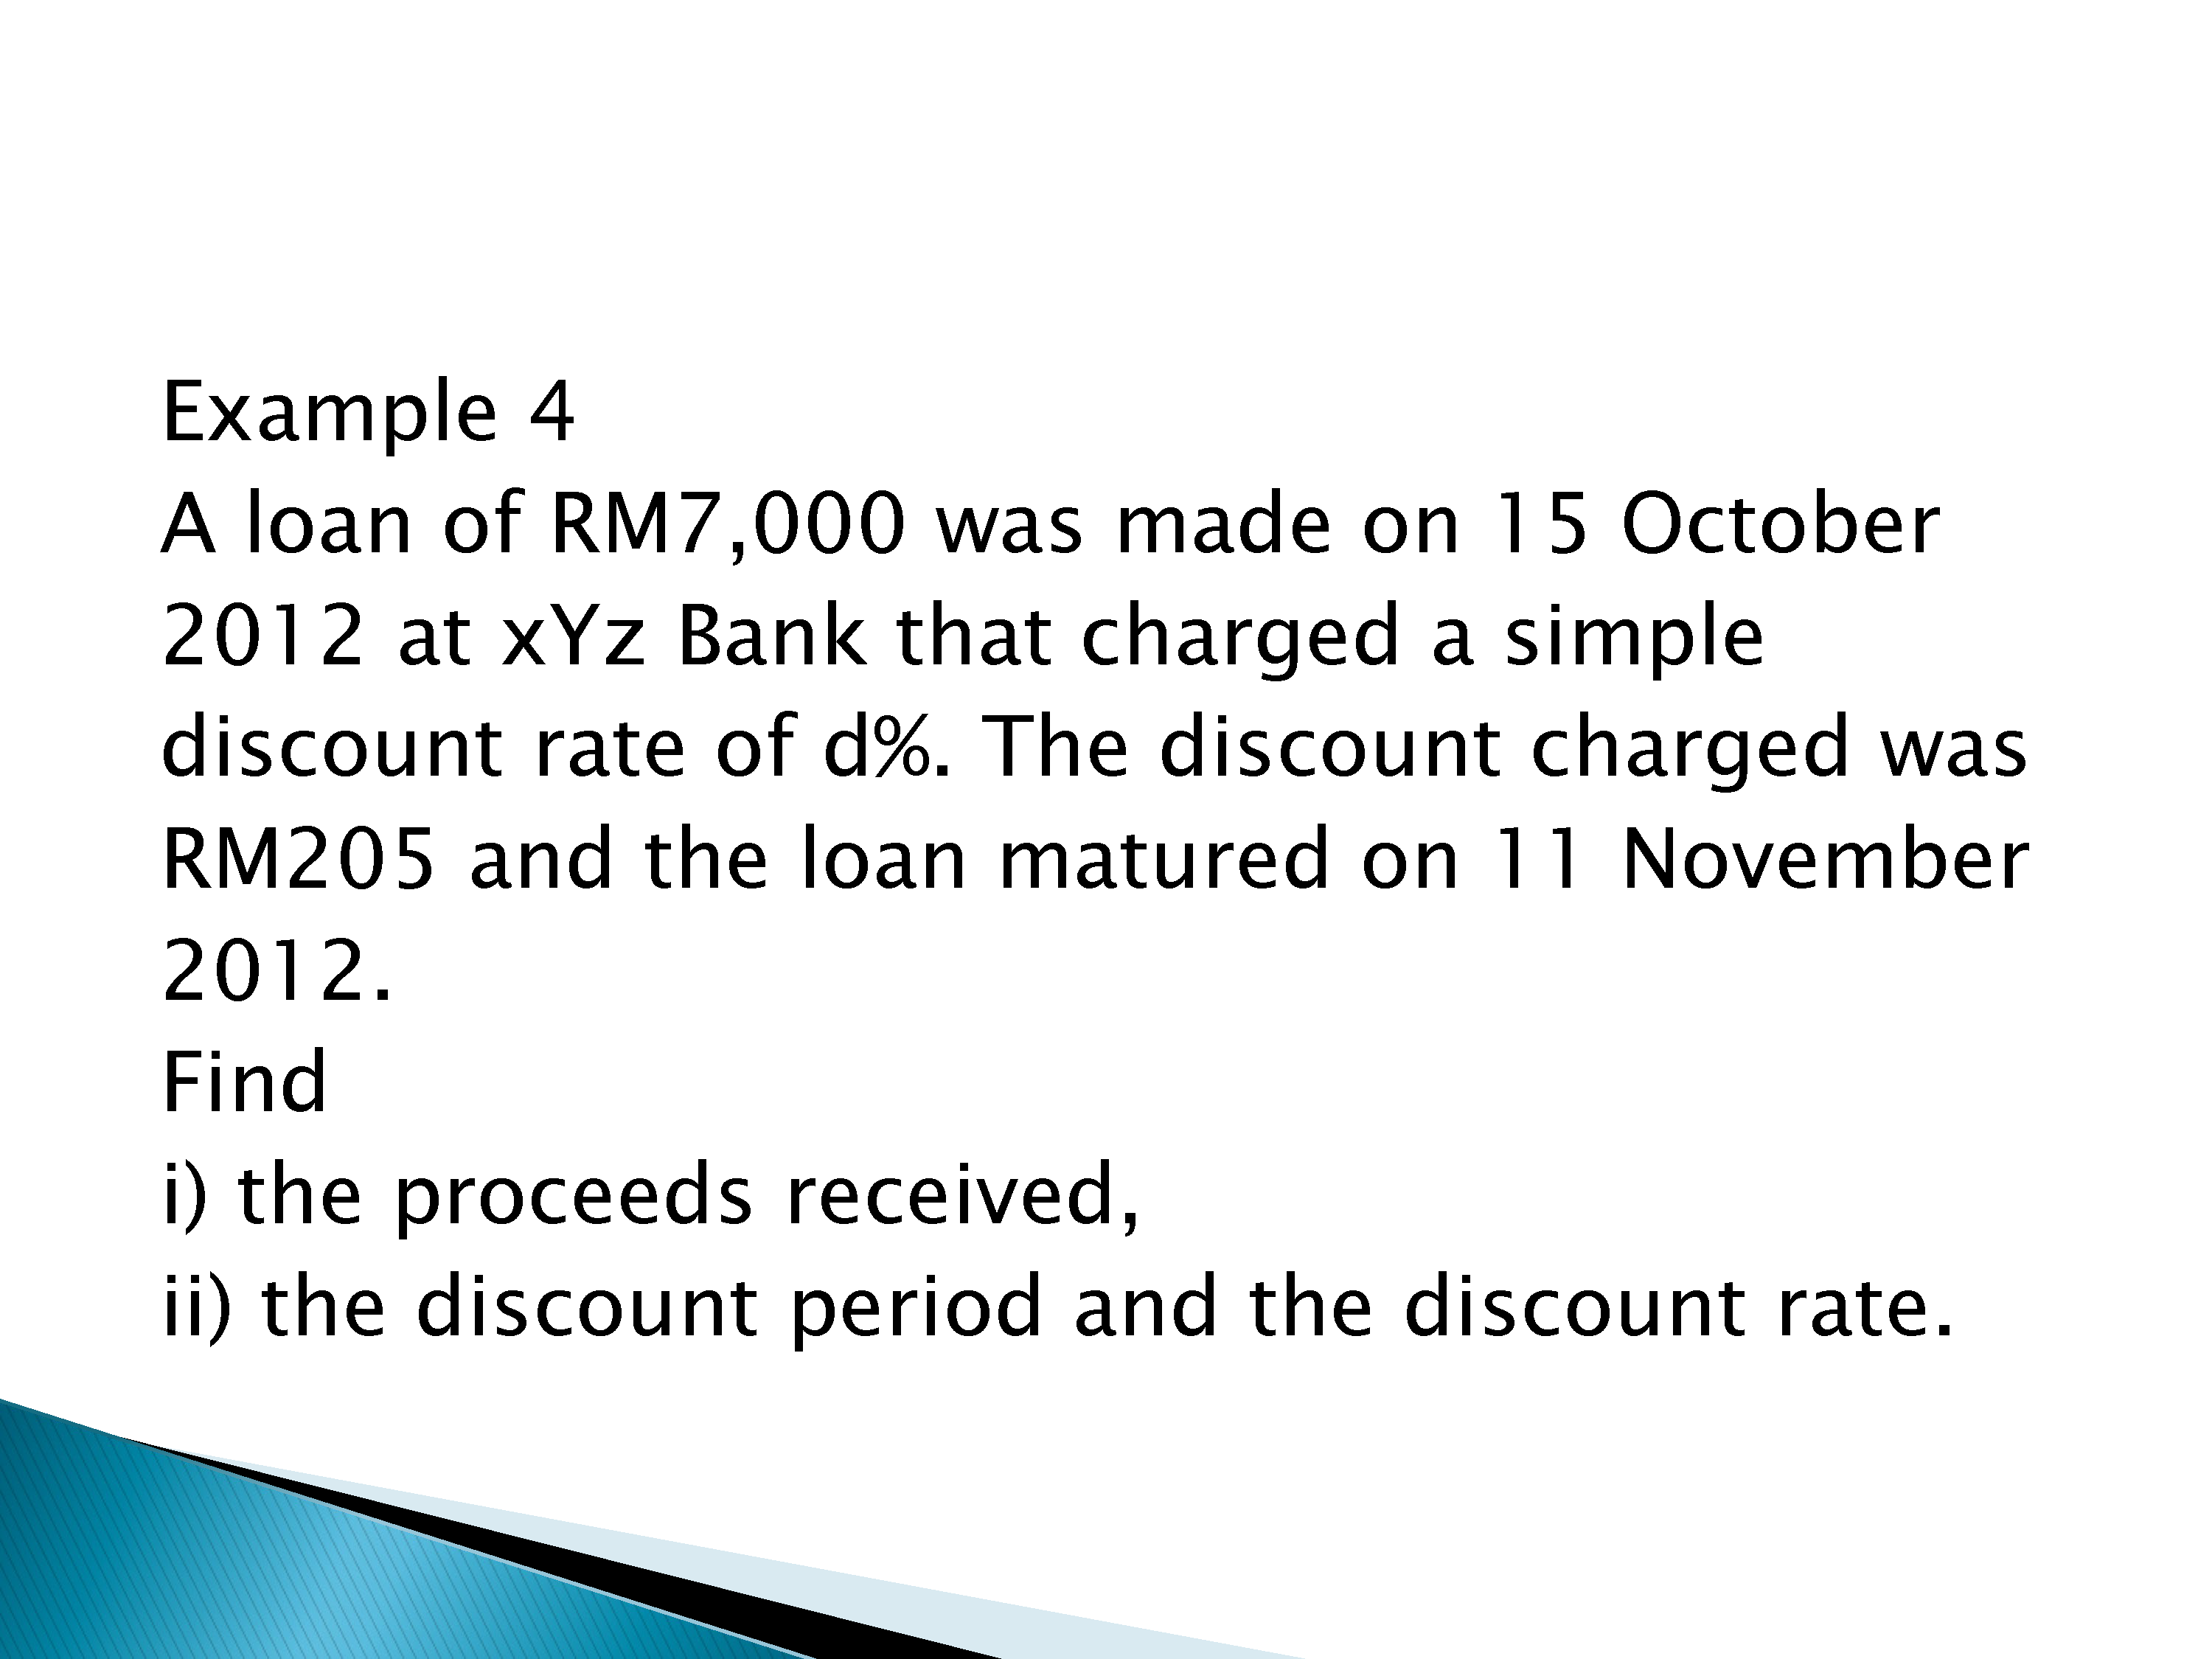 Example 4
A loan of RM7,000 was made on 15 October
2012 at xYz Bank that charged a simple
discount rate of d%. The discount charged was
RM205 and the loan matured on 11 November
2012.
Find
i) the proceeds received,
ii) the discount period and the discount rate.